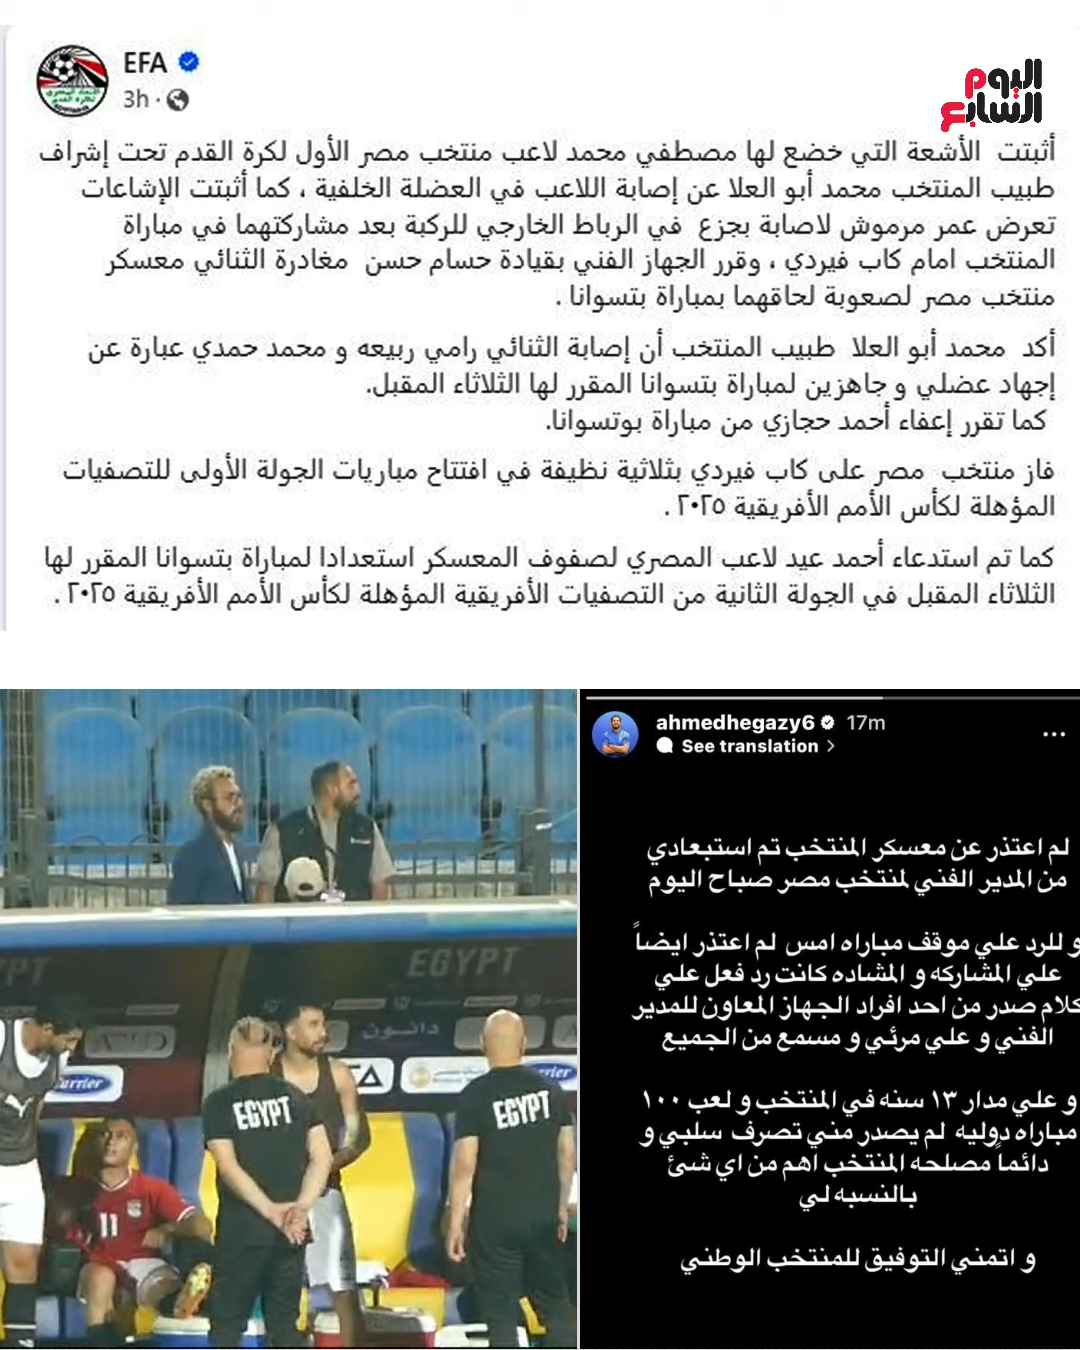 EFA
3h ·
اليوم
السابع
أثبتت الأشعة التي خضع لها مصطفي محمد لاعب منتخب مصر الأول لكرة القدم تحت إشراف
طبيب المنتخب محمد أبو العلا عن إصابة اللاعب في العضلة الخلفية ، كما أثبتت الإشاعات
تعرض عمر مرموش لاصابة بجزع في الرباط الخارجي للركبة بعد مشاركتهما في مباراة
المنتخب امام كاب فيردي ، وقرر الجهاز الفني بقيادة حسام حسن مغادرة الثنائي معسكر
منتخب مصر لصعوبة لحاقهما بمباراة بتسوانا .
أكد محمد أبو العلا طبيب المنتخب أن إصابة الثنائي رامي ربيعه و محمد حمدي عبارة عن
إجهاد عضلي و جاهزين لمباراة بتسوانا المقرر لها الثلاثاء المقبل.
كما تقرر إعفاء أحمد حجازي من مباراة بوتسوانا.
فاز منتخب مصر على كاب فيردي بثلاثية نظيفة في افتتاح مباريات الجولة الأولى للتصفيات
المؤهلة لكأس الأمم الأفريقية ٢٠٢٥ .
كما تم استدعاء أحمد عيد لاعب المصري لصفوف المعسكر استعدادا لمباراة بتسوانا المقرر لها
الثلاثاء المقبل في الجولة الثانية من التصفيات الأفريقية المؤهلة لكأس الأمم الأفريقية ٢٠٢٥ .
EGYPT
دانون
Carrier
EGYPT
EGYPT
11
ahmedhegazy6 17m
See translation >
لم اعتذر عن معسكر المنتخب تم استبعادي
من المدير الفني لمنتخب مصر صباح اليوم
و للرد علي موقف مباراه امس لم اعتذر ايضاً
علي المشاركه و المشاده كانت رد فعل علي
كلام صدر من احد افراد الجهاز المعاون للمدير
الفني و علي مرئي و مسمع من الجميع
و علي مدار ١٣ سنه في المنتخب و لعب ١٠٠
مباراه دوليه لم يصدر مني تصرف سلبي و
دائماً مصلحه المنتخب اهم من اي شئ
بالنسبه لي
و اتمني التوفيق للمنتخب الوطني